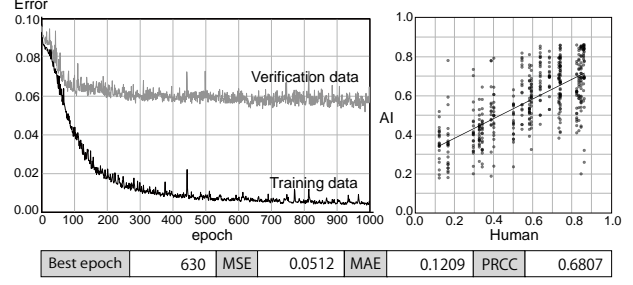 Error
0.10
0.08
0.06
0.04
0.02
0.00
Verification data
Training data
0 100 200 300 400 500 600 700 800 900 1000
epoch
1.0
0.8
0.6
AI
0.4
0.2
0.0
0.0 0.2 0.4 0.6 0.8 1.0
Human
Best epoch 630 MSE 0.0512 MAE 0.1209 PRCC 0.6807